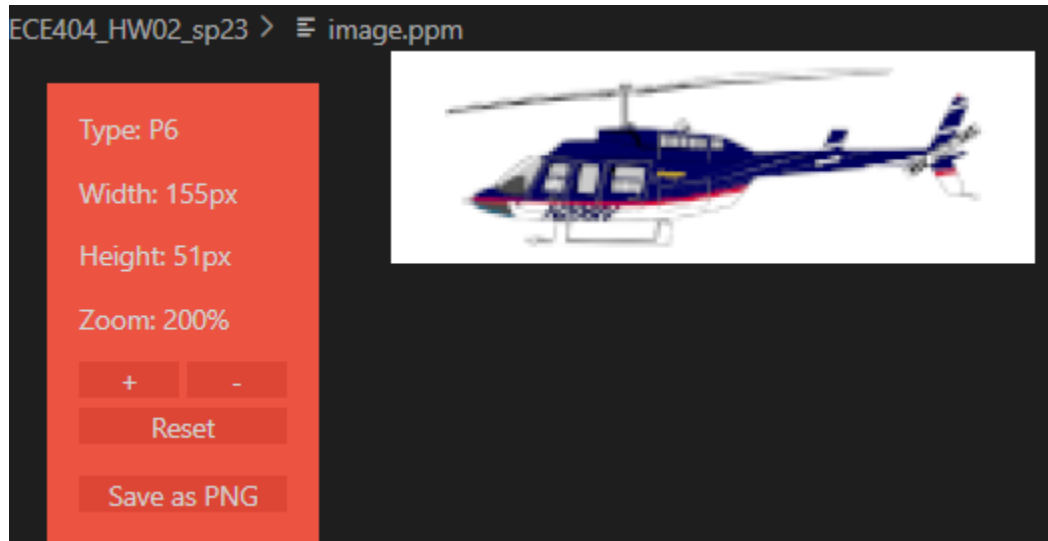 ECE404_HW02_sp23 > image.ppm
Type: P6
Width: 155px
Height: 51px
Zoom: 200%
+ -
Reset
Save as PNG